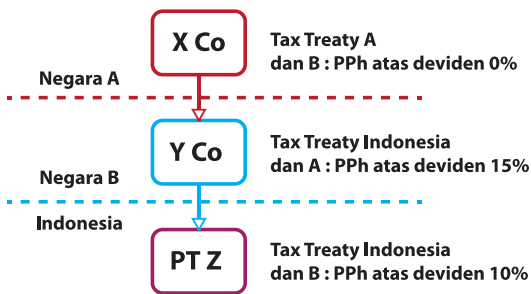 X Co
Tax Treaty A
dan B : PPh atas deviden 0%
Negara A
Y Co
Tax Treaty Indonesia
dan A : PPh atas deviden 15%
Negara B
Indonesia
PT Z
Tax Treaty Indonesia
dan B : PPh atas deviden 10%